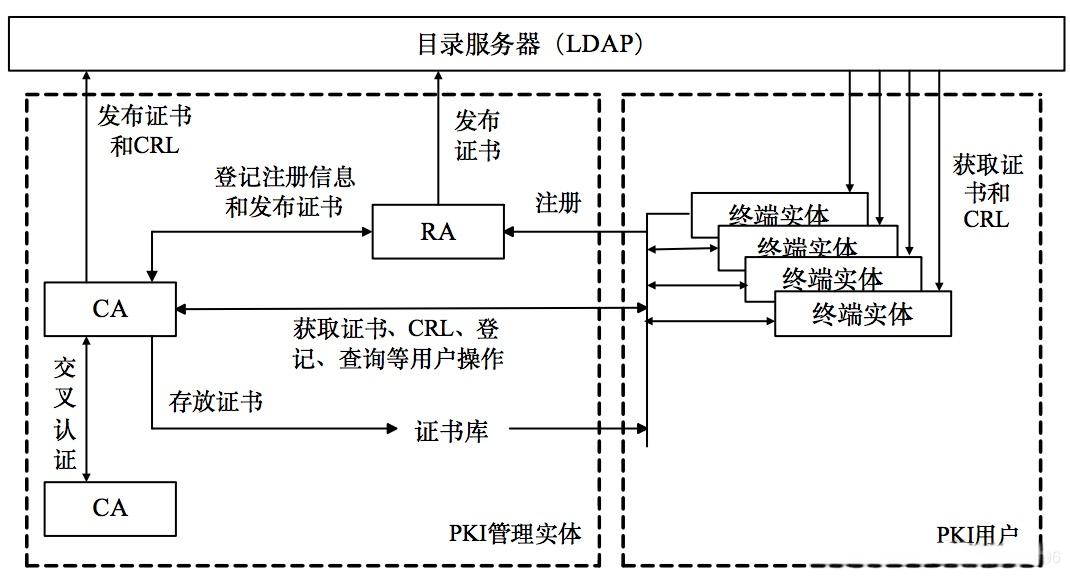 目录服务器（LDAP）
发布证书
和CRL
发布
证书
登记注册信息
和发布证书
RA
注册
获取证
书和
CRL
终端实体
终端实体
终端实体
终端实体
CA
获取证书、CRL、登
记、查询等用户操作
交
叉
认
证
存放证书
证书库
CA
PKI管理实体
PKI用户